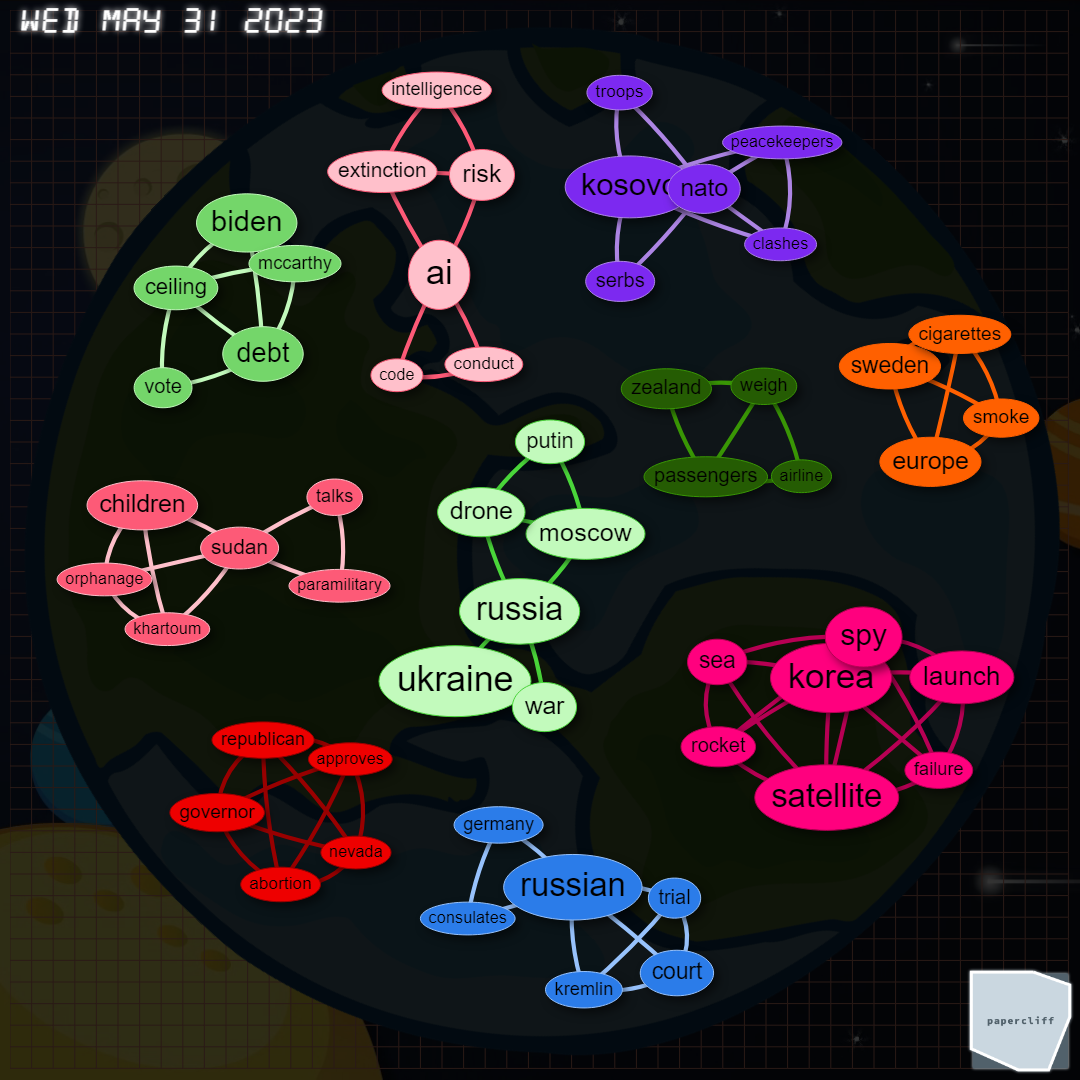 WED MAY 31 2023
intelligence
extinction
risk
ai
code
conduct
troops
peacekeepers
kosovo
nato
clashes
serbs
biden
mccarthy
ceiling
debt
vote
cigarettes
sweden
smoke
europe
zealand
weigh
passengers
airline
putin
drone
moscow
russia
ukraine
war
children
talks
sudan
orphanage
paramilitary
khartoum
spy
sea
korea
launch
rocket
failure
satellite
republican
approves
governor
nevada
abortion
germany
russian
trial
consulates
court
kremlin
papercliff